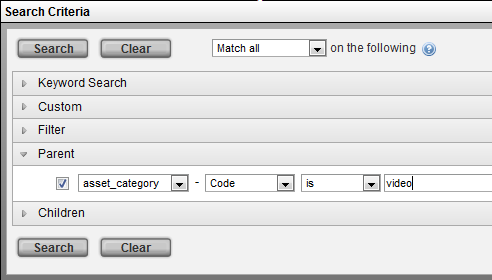 Search Criteria
Search Clear Match all on the following ?
Keyword Search
Custom
Filter
Parent
asset_category - Code is video
Children
Search Clear